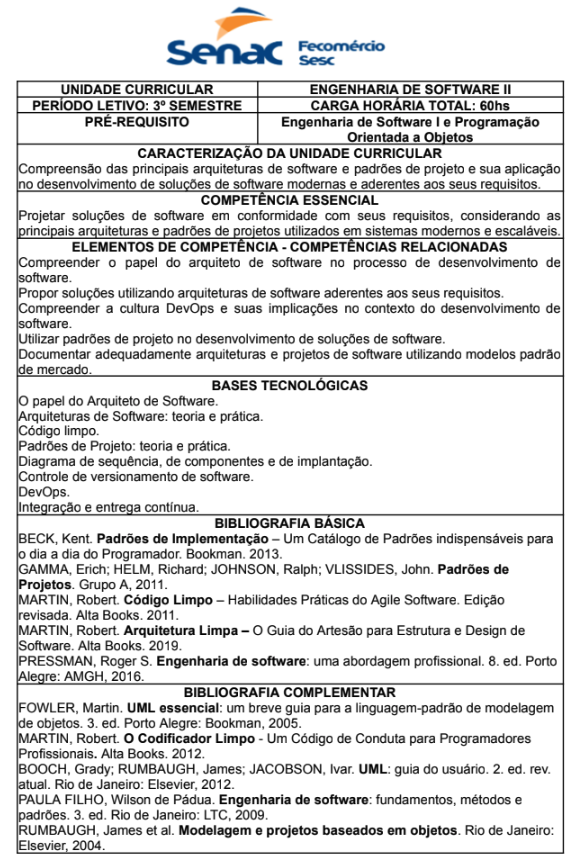 Senac Fecomércio
Sesc
UNIDADE CURRICULAR ENGENHARIA DE SOFTWARE II
PERÍODO LETIVO: 3º SEMESTRE CARGA HORÁRIA TOTAL: 60hs
PRÉ-REQUISITO Engenharia de Software I e Programação
Orientada a Objetos
CARACTERIZAÇÃO DA UNIDADE CURRICULAR
Compreensão das principais arquiteturas de software e padrões de projeto e sua aplicação
no desenvolvimento de soluções de software modernas e aderentes aos seus requisitos.
COMPETÊNCIA ESSENCIAL
Projetar soluções de software em conformidade com seus requisitos, considerando as
principais arquiteturas e padrões de projetos utilizados em sistemas modernos e escaláveis.
ELEMENTOS DE COMPETÊNCIA - COMPETÊNCIAS RELACIONADAS
Compreender o papel do arquiteto de software no processo de desenvolvimento de
software.
Propor soluções utilizando arquiteturas de software aderentes aos seus requisitos.
Compreender a cultura DevOps e suas implicações no contexto do desenvolvimento de
software.
Utilizar padrões de projeto no desenvolvimento de soluções de software.
Documentar adequadamente arquiteturas e projetos de software utilizando modelos padrão
de mercado.
BASES TECNOLÓGICAS
O papel do Arquiteto de Software.
Arquiteturas de Software: teoria e prática.
Código limpo.
Padrões de Projeto: teoria e prática.
Diagrama de sequência, de componentes e de implantação.
Controle de versionamento de software.
DevOps.
Integração e entrega contínua.
BIBLIOGRAFIA BÁSICA
BECK, Kent. Padrões de Implementação – Um Catálogo de Padrões indispensáveis para
o dia a dia do Programador. Bookman. 2013.
GAMMA, Erich; HELM, Richard; JOHNSON, Ralph; VLISSIDES, John. Padrões de
Projetos. Grupo A, 2011.
MARTIN, Robert. Código Limpo – Habilidades Práticas do Agile Software. Edição
revisada. Alta Books. 2011.
MARTIN, Robert. Arquitetura Limpa – O Guia do Artesão para Estrutura e Design de
Software. Alta Books. 2019.
PRESSMAN, Roger S. Engenharia de software: uma abordagem profissional. 8. ed. Porto
Alegre: AMGH, 2016.
BIBLIOGRAFIA COMPLEMENTAR
FOWLER, Martin. UML essencial: um breve guia para a linguagem-padrão de modelagem
de objetos. 3. ed. Porto Alegre: Bookman, 2005.
MARTIN, Robert. O Codificador Limpo - Um Código de Conduta para Programadores
Profissionais. Alta Books. 2012.
BOOCH, Grady; RUMBAUGH, James; JACOBSON, Ivar. UML: guia do usuário. 2. ed. rev.
atual. Rio de Janeiro: Elsevier, 2012.
PAULA FILHO, Wilson de Pádua. Engenharia de software: fundamentos, métodos e
padrões. 3. ed. Rio de Janeiro: LTC, 2009.
RUMBAUGH, James et al. Modelagem e projetos baseados em objetos. Rio de Janeiro:
Elsevier, 2004.